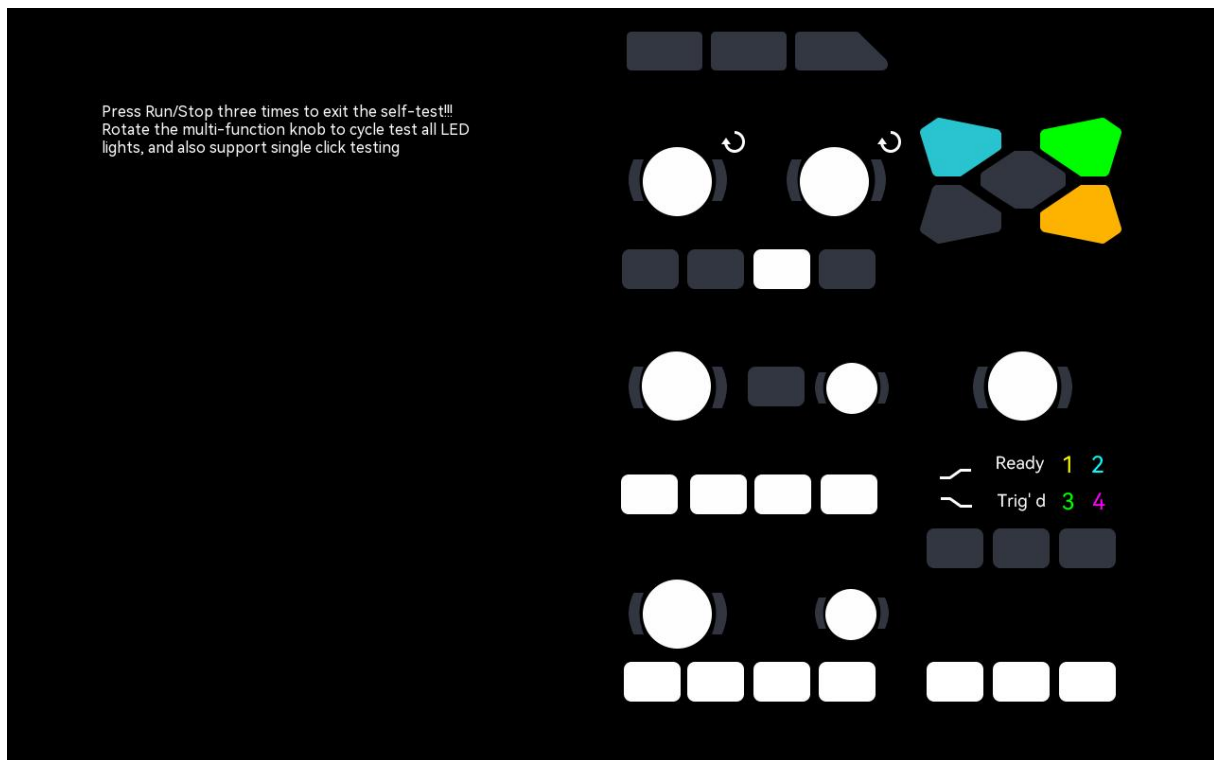 Press Run/Stop three times to exit the self-test!!!
Rotate the multi-function knob to cycle test all LED
lights, and also support single click testing
Ready 1 2
Trig' d 3 4